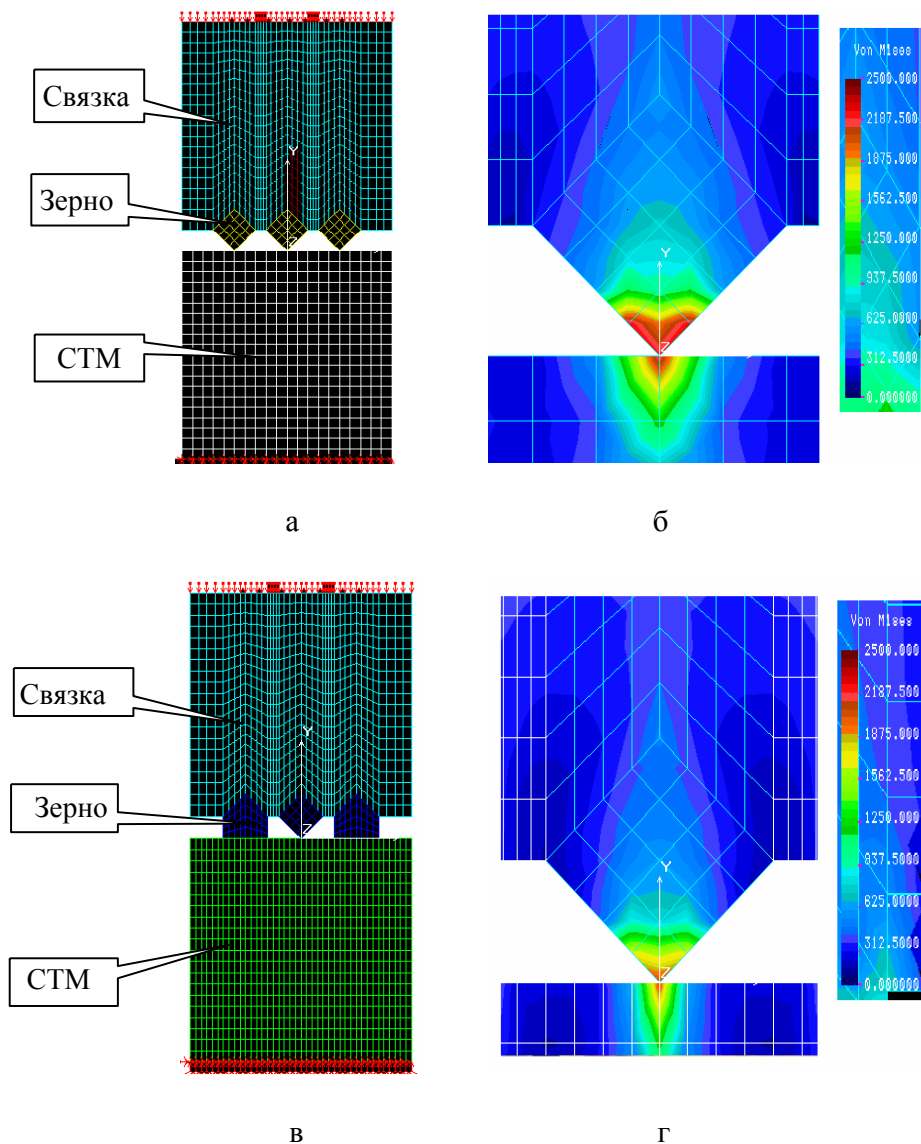 Связка
Зерно
СТМ
Y
Z
а
Y
Z
Von Mises
2500.000
2187.500
1875.000
1562.500
1250.000
937.5000
625.0000
312.5000
0.000000
б
Связка
Зерно
СТМ
Y
Z
в
Y
Z
Von Mises
2500.000
2187.500
1875.000
1562.500
1250.000
937.5000
625.0000
312.5000
0.000000
г